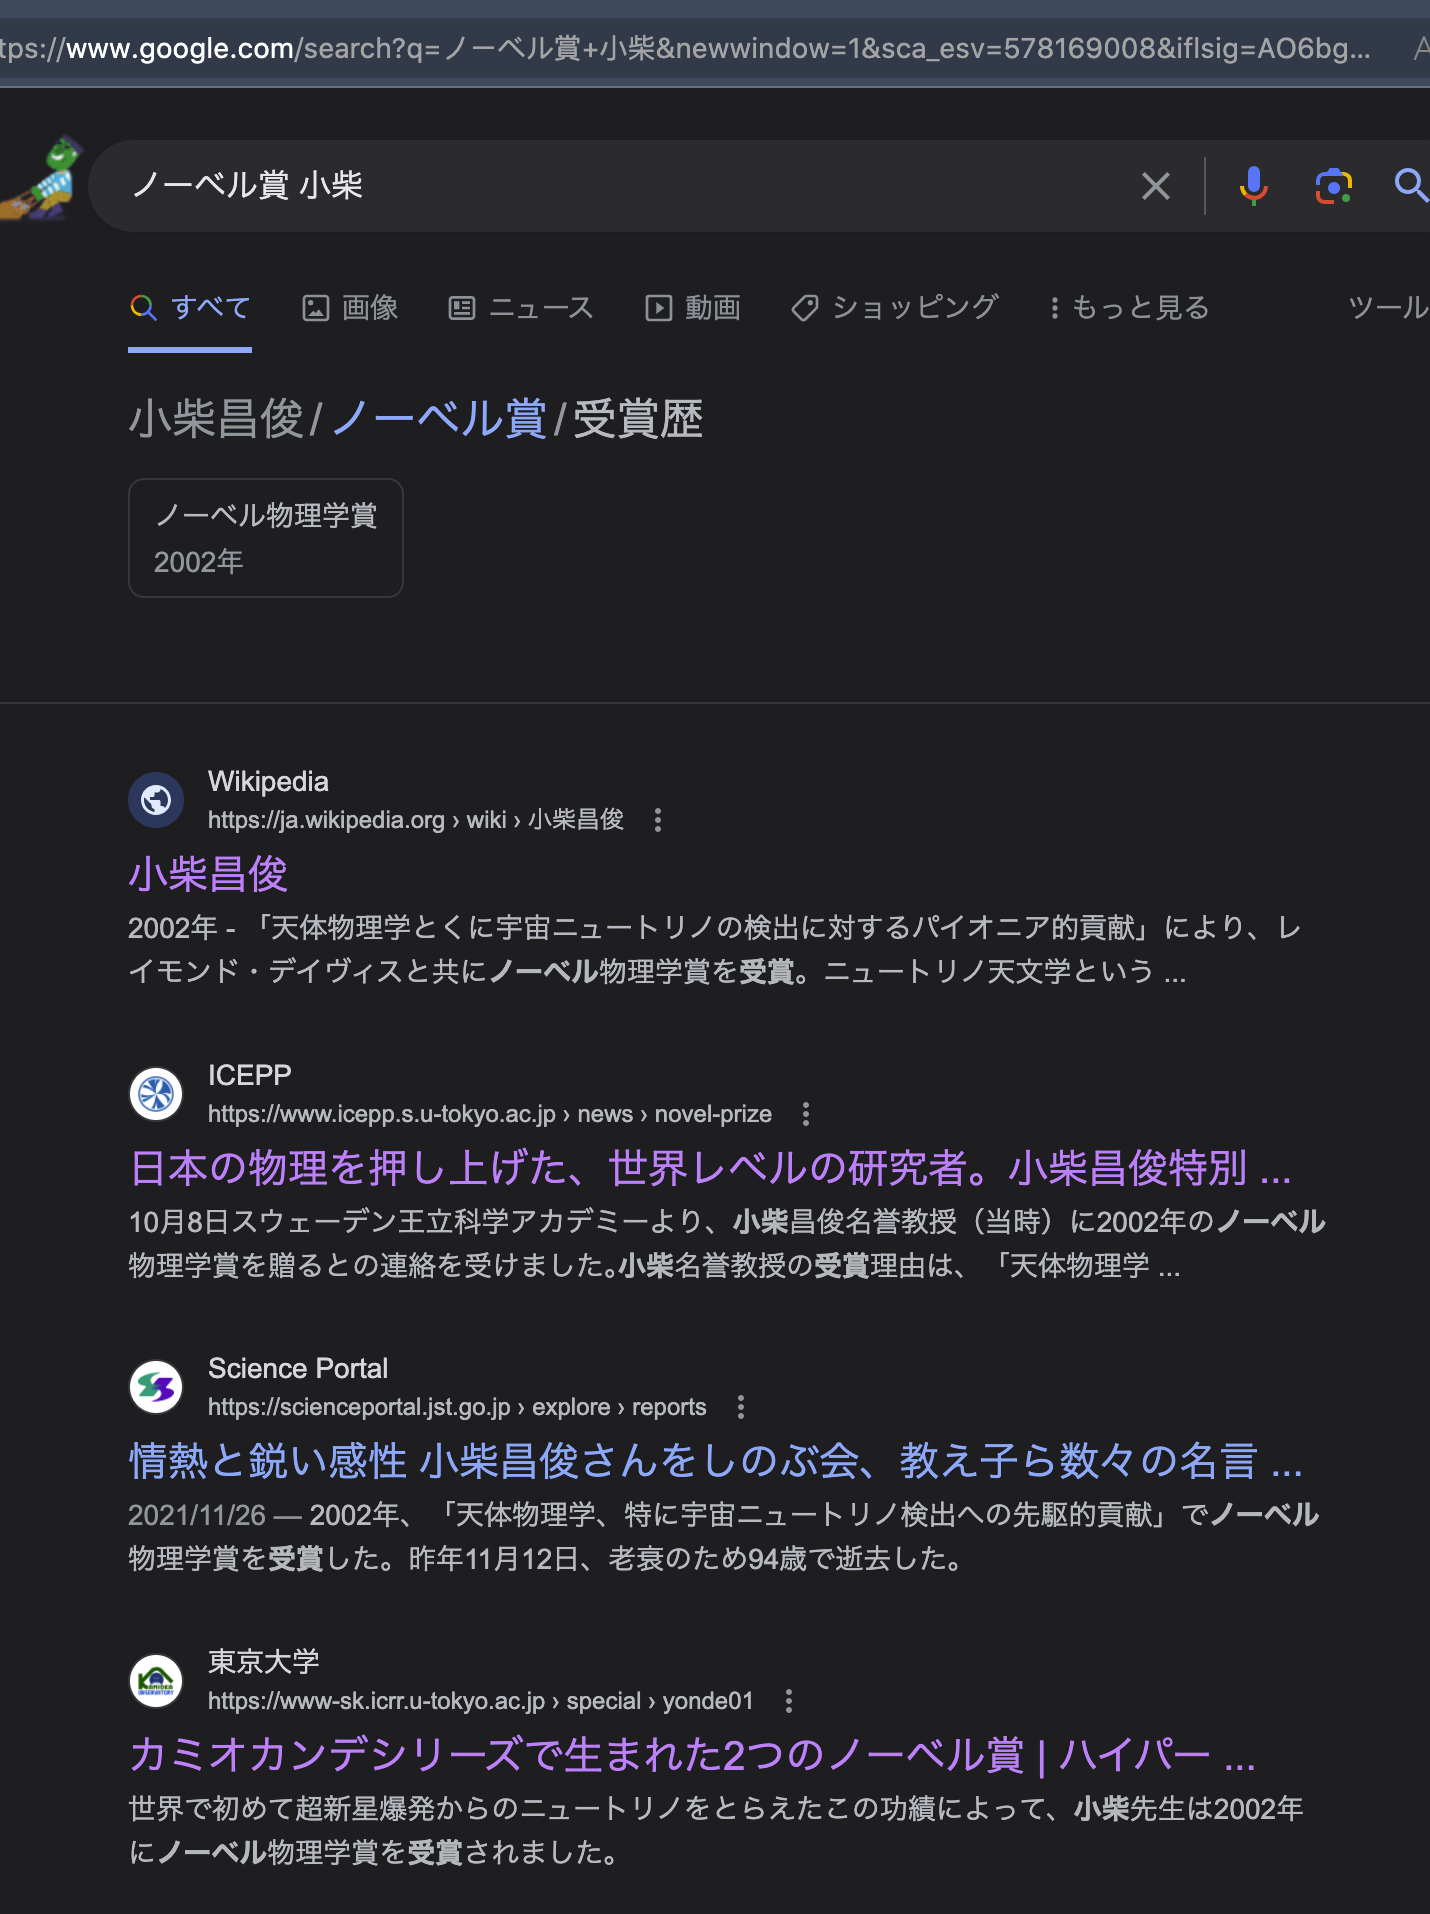 tps://www.google.com/search?q=ノーベル賞+小柴&newwindow=1&sca_esv=578169008&iflsig=AO6bg...
ノーベル賞 小柴
すべて 画像 ニュース 動画 ショッピング もっと見る ツール
小柴昌俊/ノーベル賞/受賞歴
ノーベル物理学賞
2002年
Wikipedia
https://ja.wikipedia.org › wiki › 小柴昌俊
小柴昌俊
2002年 - 「天体物理学とくに宇宙ニュートリノの検出に対するパイオニア的貢献」により、レ
イモンド・デイヴィスと共にノーベル物理学賞を受賞。ニュートリノ天文学という ...
ICEPP
https://www.icepp.s.u-tokyo.ac.jp › news › novel-prize
日本の物理を押し上げた、世界レベルの研究者。小柴昌俊特別 ...
10月8日スウェーデン王立科学アカデミーより、小柴昌俊名誉教授（当時）に2002年のノーベル
物理学賞を贈るとの連絡を受けました。小柴名誉教授の受賞理由は、「天体物理学 ...
Science Portal
https://scienceportal.jst.go.jp › explore › reports
情熱と鋭い感性 小柴昌俊さんをしのぶ会、教え子ら数々の名言 ...
2021/11/26 — 2002年、「天体物理学、特に宇宙ニュートリノ検出への先駆的貢献」でノーベル
物理学賞を受賞した。昨年11月12日、老衰のため94歳で逝去した。
東京大学
https://www-sk.icrr.u-tokyo.ac.jp › special › yonde01
カミオカンデシリーズで生まれた2つのノーベル賞 | ハイパー ...
世界で初めて超新星爆発からのニュートリノをとらえたこの功績によって、小柴先生は2002年
にノーベル物理学賞を受賞されました。